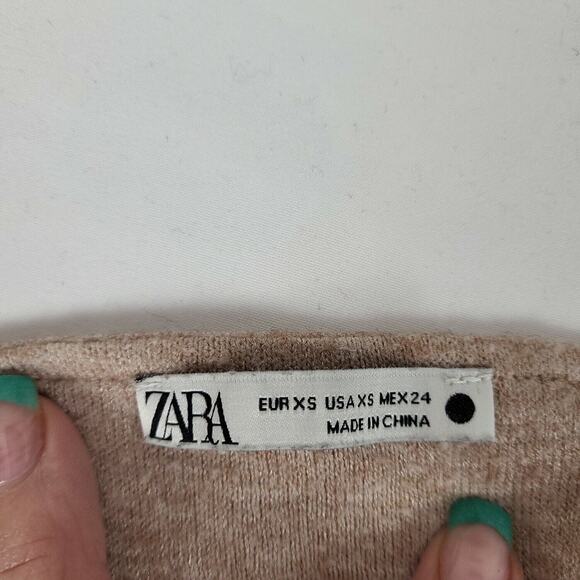 ZARA
EUR XS USA XS MEX 24
MADE IN CHINA